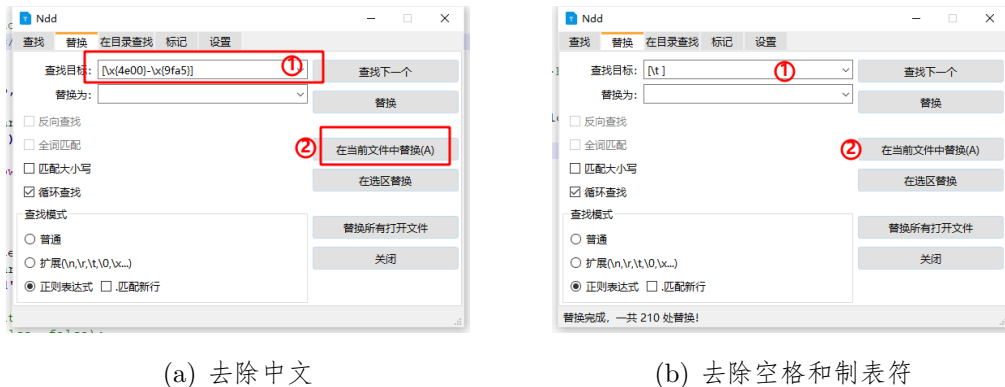 Ndd
查找 替换 在目录查找 标记 设置
查找目标: [\x{4e00}-\x{9fa5}] ① 查找下一个
替换为: 替换
反向查找
全词匹配 ② 在当前文件中替换(A)
匹配大小写
循环查找 在选区替换
查找模式
普通 替换所有打开文件
扩展(\n,\r,\t,\0,\x...) 关闭
正则表达式 .匹配新行
(a) 去除中文
Ndd
查找 替换 在目录查找 标记 设置
查找目标: [\t ] ① 查找下一个
替换为: 替换
反向查找
全词匹配 ② 在当前文件中替换(A)
匹配大小写
循环查找 在选区替换
查找模式
普通 替换所有打开文件
扩展(\n,\r,\t,\0,\x...) 关闭
正则表达式 .匹配新行
替换完成，一共 210 处替换!
(b) 去除空格和制表符